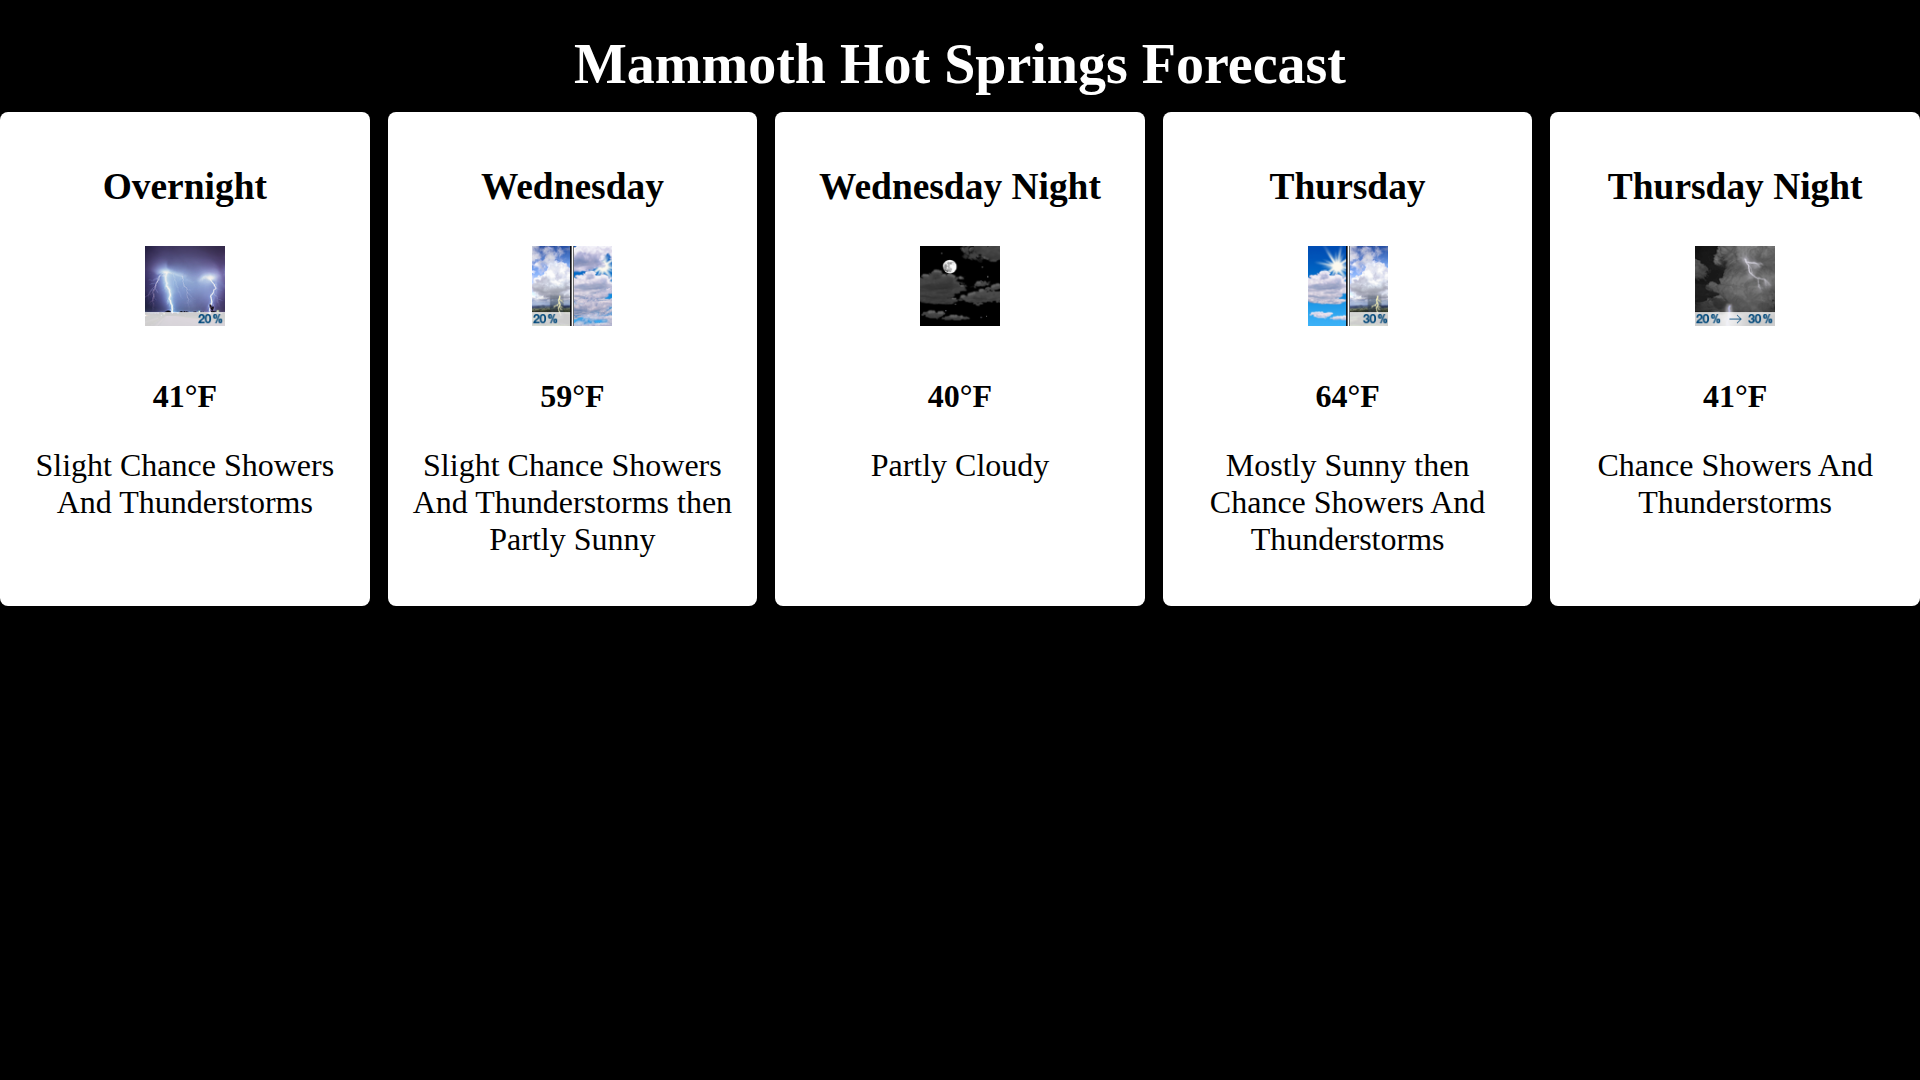 Mammoth Hot Springs Forecast
Overnight
20%
41°F
Slight Chance Showers
And Thunderstorms
Wednesday
20%
59°F
Slight Chance Showers
And Thunderstorms then
Partly Sunny
Wednesday Night
40°F
Partly Cloudy
Thursday
30%
64°F
Mostly Sunny then
Chance Showers And
Thunderstorms
Thursday Night
20% → 30%
41°F
Chance Showers And
Thunderstorms